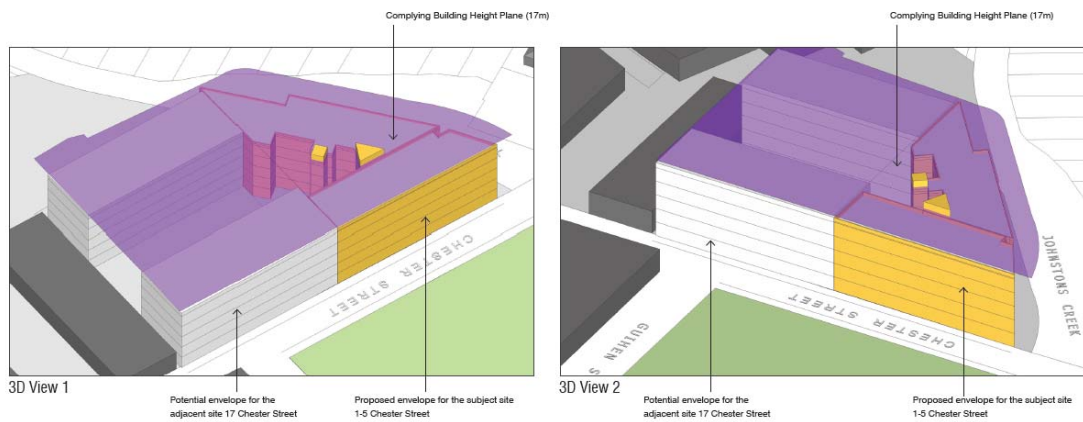 Complying Building Height Plane (17m)
CHESTER STREET
3D View 1
Potential envelope for the
adjacent site 17 Chester Street
Proposed envelope for the subject site
1-5 Chester Street
Complying Building Height Plane (17m)
JOHNSTONS CREEK
CHESTER STREET
GUIHEN S
3D View 2
Potential envelope for the
adjacent site 17 Chester Street
Proposed envelope for the subject site
1-5 Chester Street